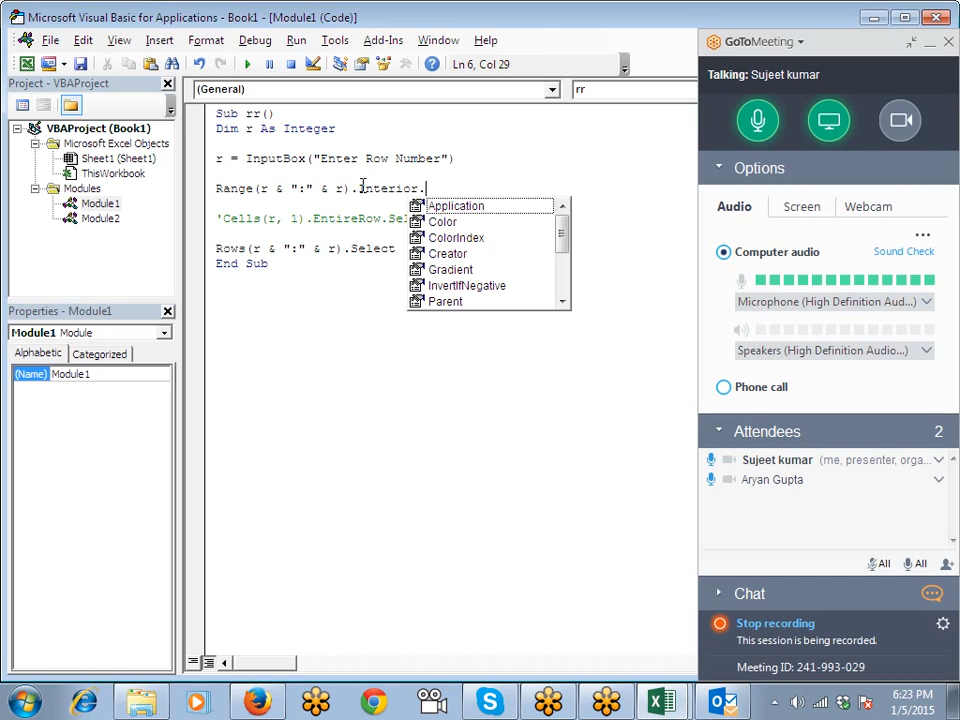 Microsoft Visual Basic for Applications - Book1 - [Module1 (Code)]
File Edit View Insert Format Debug Run Tools Add-Ins Window Help
Ln 6, Col 29
Project - VBAProject
VBAProject (Book1)
Microsoft Excel Objects
Sheet1 (Sheet1)
ThisWorkbook
Modules
Module1
Module2
Properties - Module1
Module1 Module
Alphabetic Categorized
(Name) Module1
(General) rr
Sub rr()
Dim r As Integer
r = InputBox("Enter Row Number")
Range(r & ":" & r).Interior.
'Cells(r, 1).EntireRow.Sel
Rows(r & ":" & r).Select
End Sub
Application
Color
ColorIndex
Creator
Gradient
InvertIfNegative
Parent
GoToMeeting
Talking: Sujeet kumar
Options
Audio Screen Webcam
Computer audio Sound Check
Microphone (High Definition Aud...)
Speakers (High Definition Audio...)
Phone call
Attendees 2
Sujeet kumar (me, presenter, orga...
Aryan Gupta
All All
Chat
Stop recording
This session is being recorded.
Meeting ID: 241-993-029
6:23 PM
1/5/2015